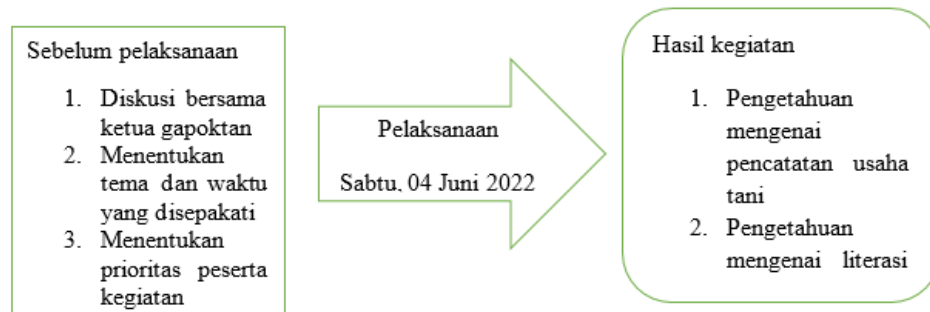 Sebelum pelaksanaan
1. Diskusi bersama
ketua gapoktan
2. Menentukan
tema dan waktu
yang disepakati
3. Menentukan
prioritas peserta
kegiatan
Pelaksanaan
Sabtu, 04 Juni 2022
Hasil kegiatan
1. Pengetahuan
mengenai
pencatatan usaha
tani
2. Pengetahuan
mengenai literasi